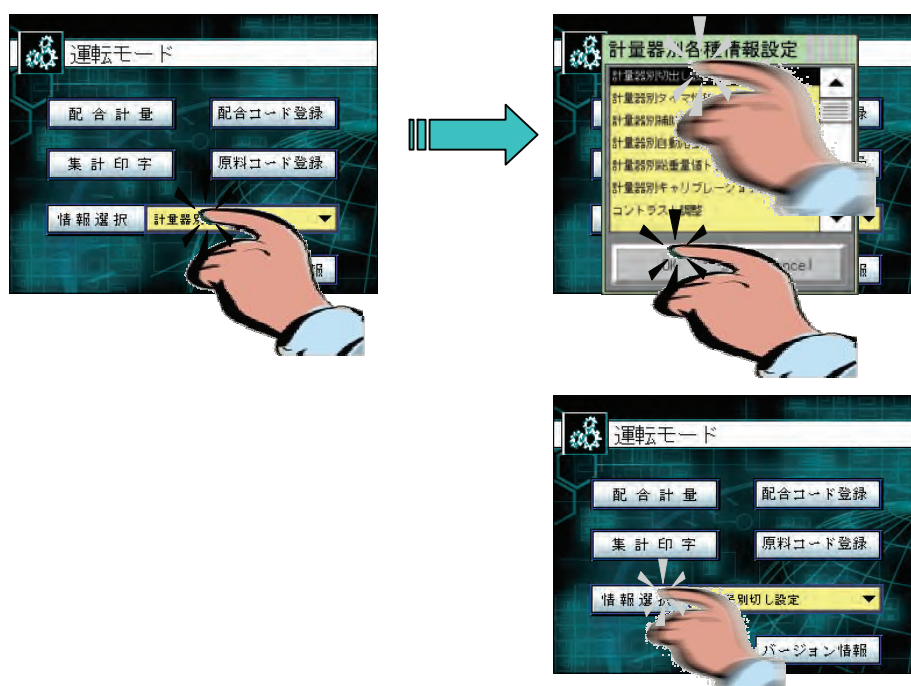 運転モード
配 合 計 量
配合コード登録
集 計 印 字
原料コード登録
情 報 選 択
計量器別
報
計量器別各種情報設定
計量器別切出し
計量器別タイマ
計量器別補
計量器別自動
計量器別総重量値ト
計量器別キャリブレーショ
コントラスト調整
ncel
録
報
運転モード
配 合 計 量
配合コード登録
集 計 印 字
原料コード登録
情 報 選
別切し設定
バージョン情報